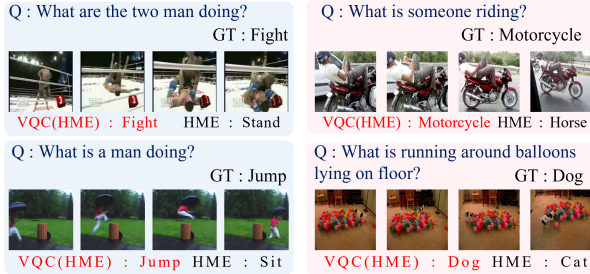 Q : What are the two man doing?
GT : Fight
VQC(HME) : Fight HME : Stand
Q : What is someone riding?
GT : Motorcycle
VQC(HME) : Motorcycle HME : Horse
Q : What is a man doing?
GT : Jump
VQC(HME) : Jump HME : Sit
Q : What is running around balloons
lying on floor?
GT : Dog
VQC(HME) : Dog HME : Cat